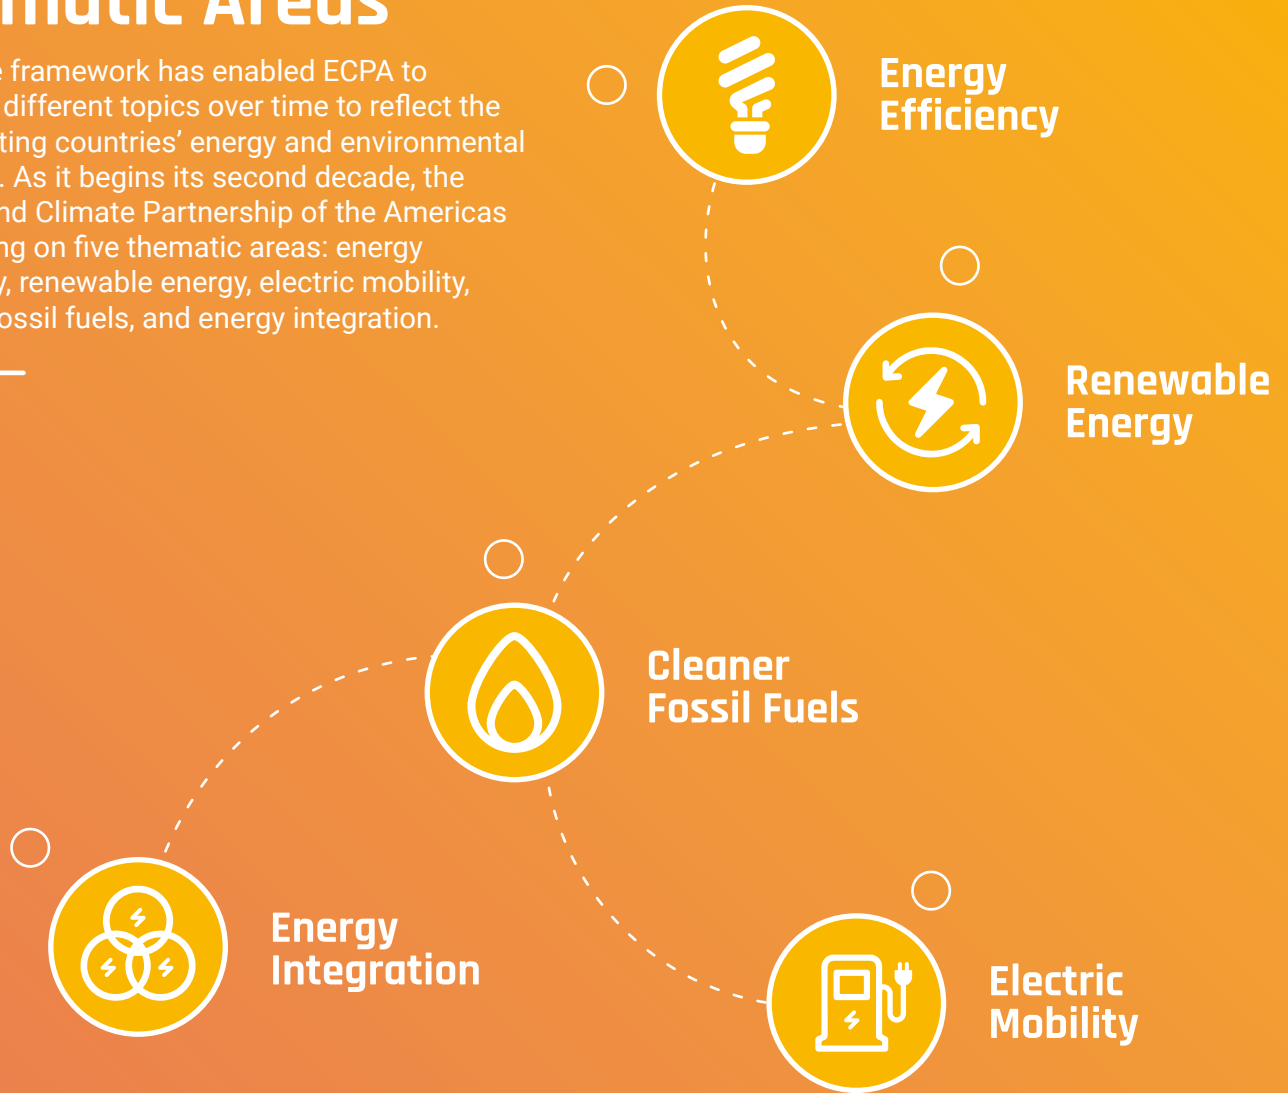 matic Areas
e framework has enabled ECPA to
different topics over time to reflect the
ting countries’ energy and environmental
. As it begins its second decade, the
nd Climate Partnership of the Americas
ng on five thematic areas: energy
y, renewable energy, electric mobility,
ossil fuels, and energy integration.
Energy
Efficiency
Renewable
Energy
Cleaner
Fossil Fuels
Energy
Integration
Electric
Mobility